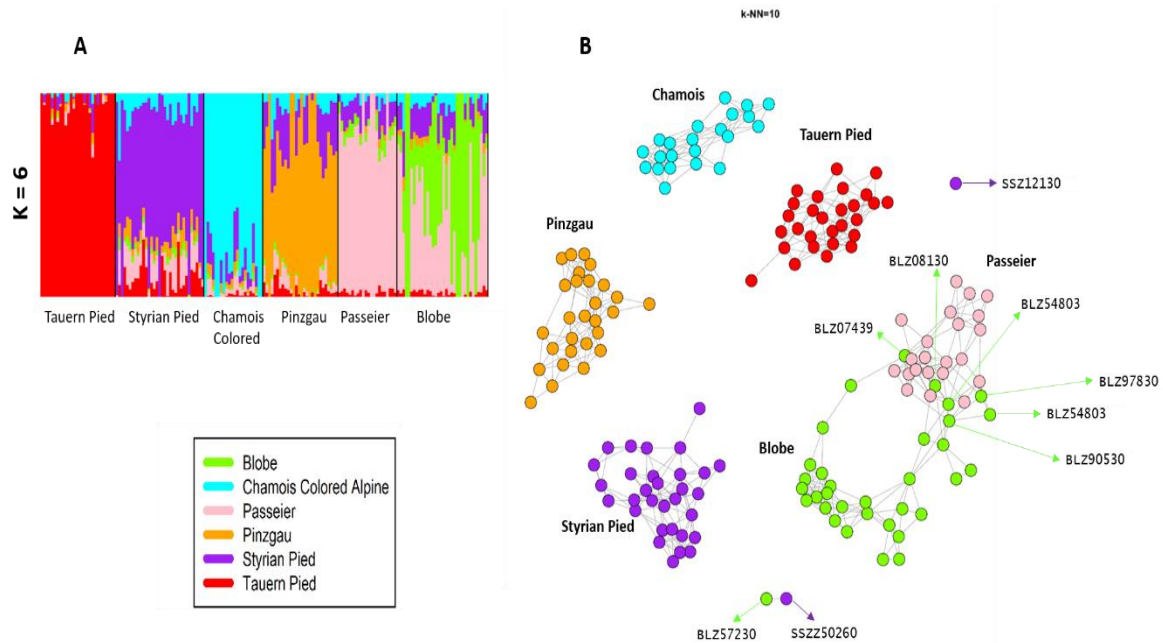 A
K = 6
Tauern Pied
Styrian Pied
Chamois
Colored
Pinzgau
Passeier
Blobe
Blobe
Chamois Colored Alpine
Passeier
Pinzgau
Styrian Pied
Tauern Pied
B
k-NN=10
Chamois
Tauern Pied
SSZ12130
Pinzgau
BLZ08130
Passeier
BLZ54803
BLZ07439
BLZ97830
BLZ54803
Blobe
BLZ90530
Styrian Pied
BLZ57230
SSZZ50260